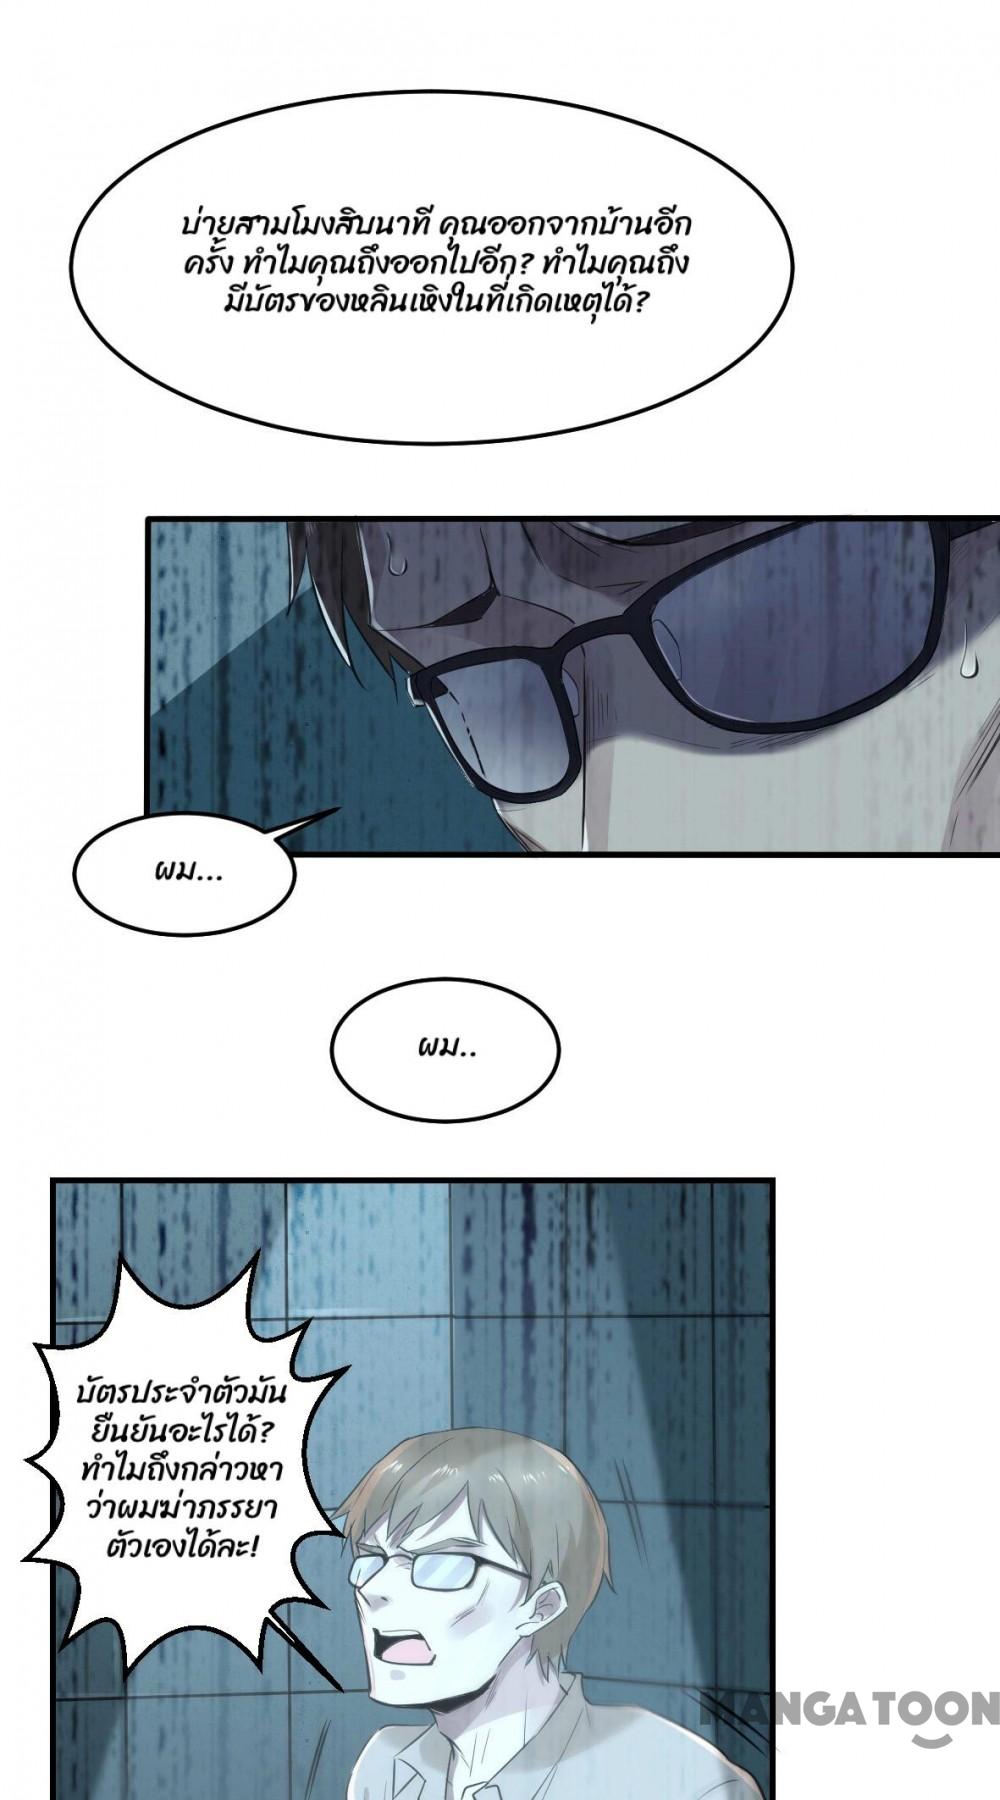 บ่ายสามโมงสิบนาที คุณออกจากบ้านอีก
ครั้ง ทำไมคุณถึงออกไปอีก? ทำไมคุณถึง
มีบัตรของหลินเหิงในที่เกิดเหตุได้?
ผม...
ผม..
บัตรประจำตัวมัน
ยืนยันอะไรได้?
ทำไมถึงกล่าวหา
ว่าผมฆ่าภรรยา
ตัวเองได้ละ!
MANGATOON